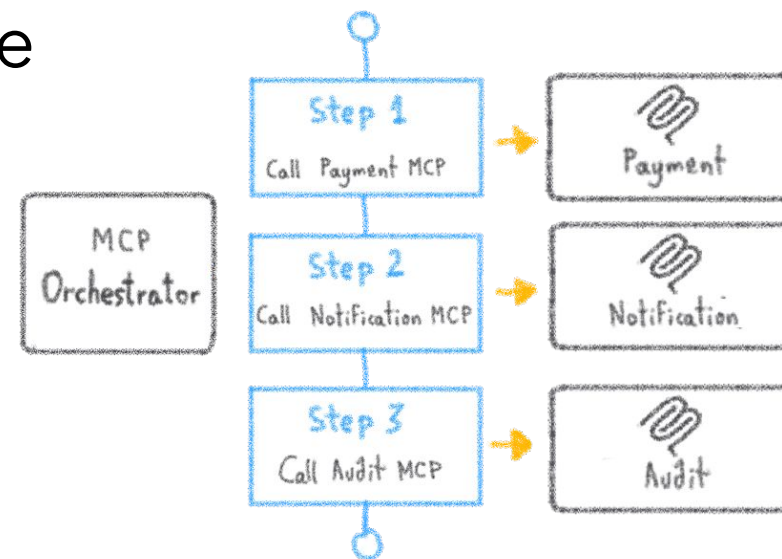 e
MCP
Orchestrator
Step 1
Call Payment MCP
Step 2
Call Notification MCP
Step 3
Call Audit MCP
Payment
Notification
Audit